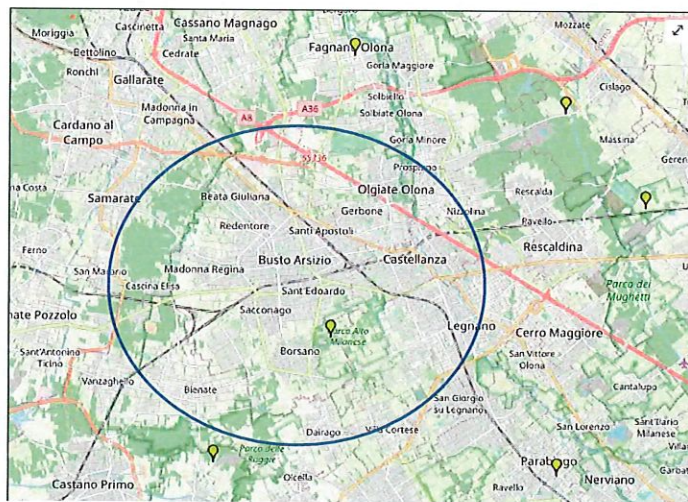 Cassano Magnago
Moriggia
Cascinetta
Santa Maria
Fagnano Olona
Mozzate
Bettolino
Cedrate
Ronchi
Gorla Maggiore
Gallarate
Cislago
Solbiello
Madonna in
Campagna
A8
A36
Solbiate Olona
Cardano al
Campo
Gorla Minore
Massina
SS336
Prospiano
Samarate
Beata Giuliana
Olgiate Olona
Rescalda
Gerbone
Nizzolina
Ravello
Redentore
Santi Apostoli
Ferno
Rescaldina
Busto Arsizio
Castellanza
San Macario
Madonna Regina
Cascina Elisa
Sant Edoardo
Parco dei
Mughetti
nate Pozzolo
Sacconago
Parco Alto
Milanese
Legnano
Cerro Maggiore
Sant'Antonino
Ticino
Borsano
San Vittore
Olona
Vanzaghello
Cantalupo
Bienate
San Giorgio
su Legnano
Dairago
Villa Cortese
San Lorenzo
Sant'Ilario
Milanese
Parco delle
Roggie
Castano Primo
Olcella
Parabiago
Nerviano
Ravello